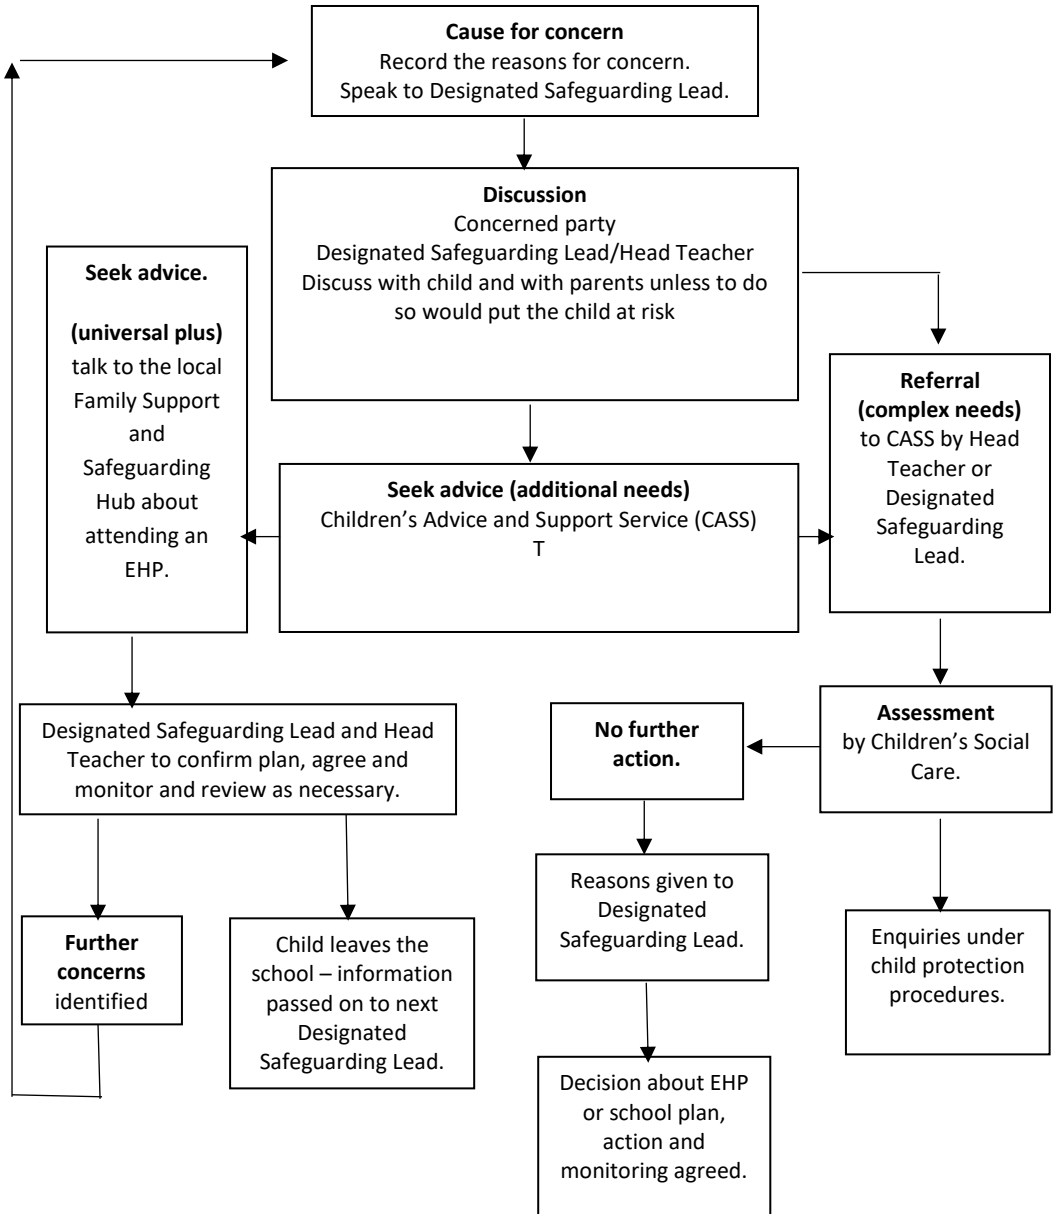 Cause for concern
Record the reasons for concern.
Speak to Designated Safeguarding Lead.
Discussion
Concerned party
Designated Safeguarding Lead/Head Teacher
Discuss with child and with parents unless to do
so would put the child at risk
Seek advice.
(universal plus)
talk to the local
Family Support
and
Safeguarding
Hub about
attending an
EHP.
Seek advice (additional needs)
Children’s Advice and Support Service (CASS)
T
Referral
(complex needs)
to CASS by Head
Teacher or
Designated
Safeguarding
Lead.
Designated Safeguarding Lead and Head
Teacher to confirm plan, agree and
monitor and review as necessary.
No further
action.
Assessment
by Children’s Social
Care.
Further
concerns
identified
Child leaves the
school – information
passed on to next
Designated
Safeguarding Lead.
Reasons given to
Designated
Safeguarding Lead.
Enquiries under
child protection
procedures.
Decision about EHP
or school plan,
action and
monitoring agreed.